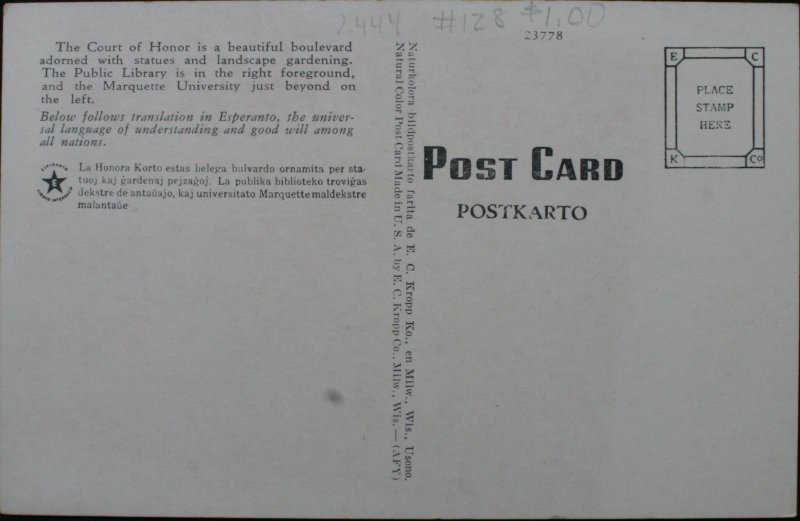 2444 #128 $1.00
23778
The Court of Honor is a beautiful boulevard
adorned with statues and landscape gardening.
The Public Library is in the right foreground,
and the Marquette University just beyond on
the left.
Below follows translation in Esperanto, the univer-
sal language of understanding and good will among
all nations.
La Honora Korto estas belega bulvardo ornamita per sta-
tuoj kaj ĝardenaj pejzaĝoj. La publika biblioteko troviĝas
dekstre de antaŭajo, kaj universitato Marquette maldekstre
malantaŭe
Naturkolora bildpostkarto farita de E. C. Kropp Ko., en Milw., Wis., Usono.
Natural Color Post Card Made in U. S. A. by E. C. Kropp Co., Milw., Wis.—(AFY)
POST CARD
POSTKARTO
E C
PLACE
STAMP
HERE
K Co
E